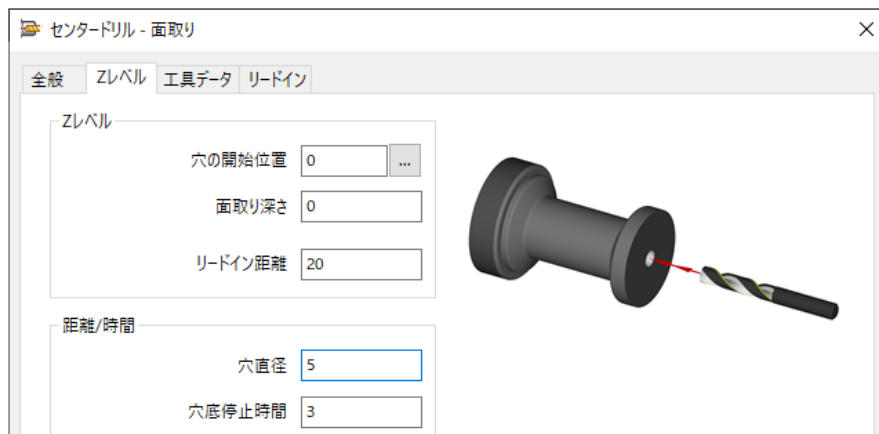 センタードリル - 面取り
全般 Zレベル 工具データ リードイン
Zレベル
穴の開始位置 0 ...
面取り深さ 0
リードイン距離 20
距離/時間
穴直径 5
穴底停止時間 3